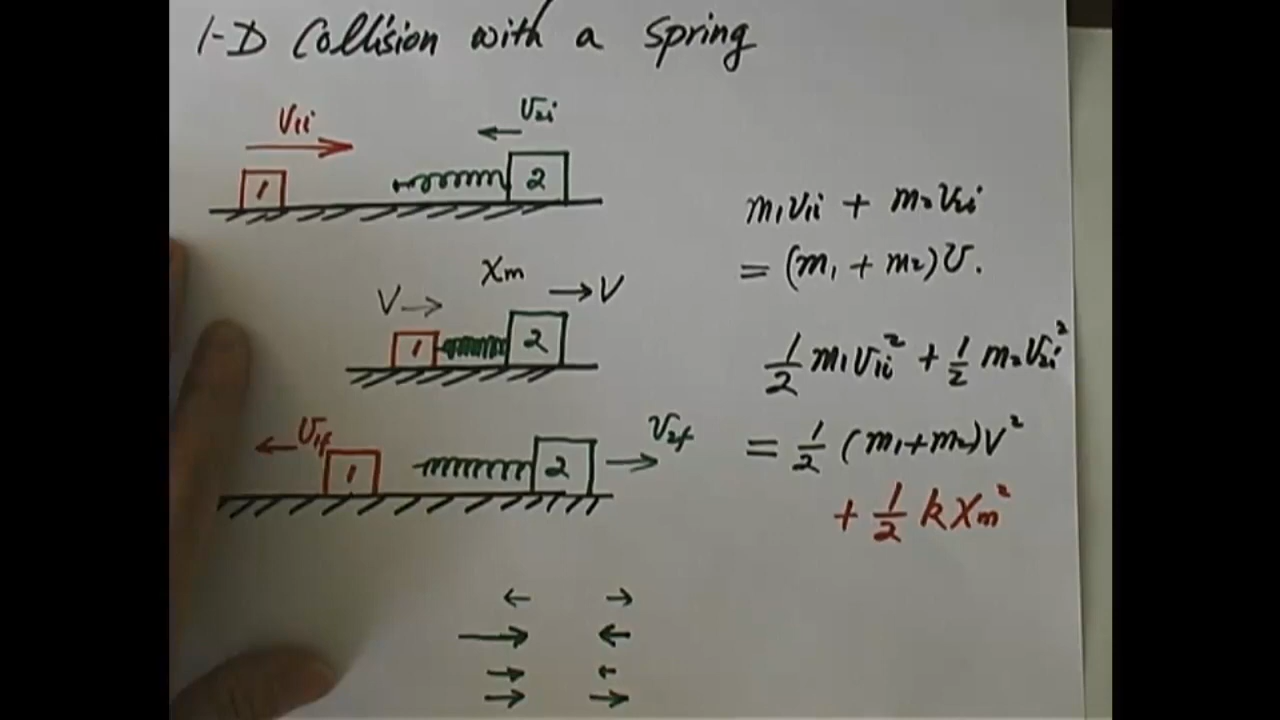 1-D Collision with a spring
V1i
V2i
1
2
Xm
V
V
1
2
V1f
V2f
1
2
m1v1i + m2v2i
= (m1 + m2)v.
1/2 m1v1i² + 1/2 m2v2i²
= 1/2 (m1+m2)v²
+ 1/2 kXm²